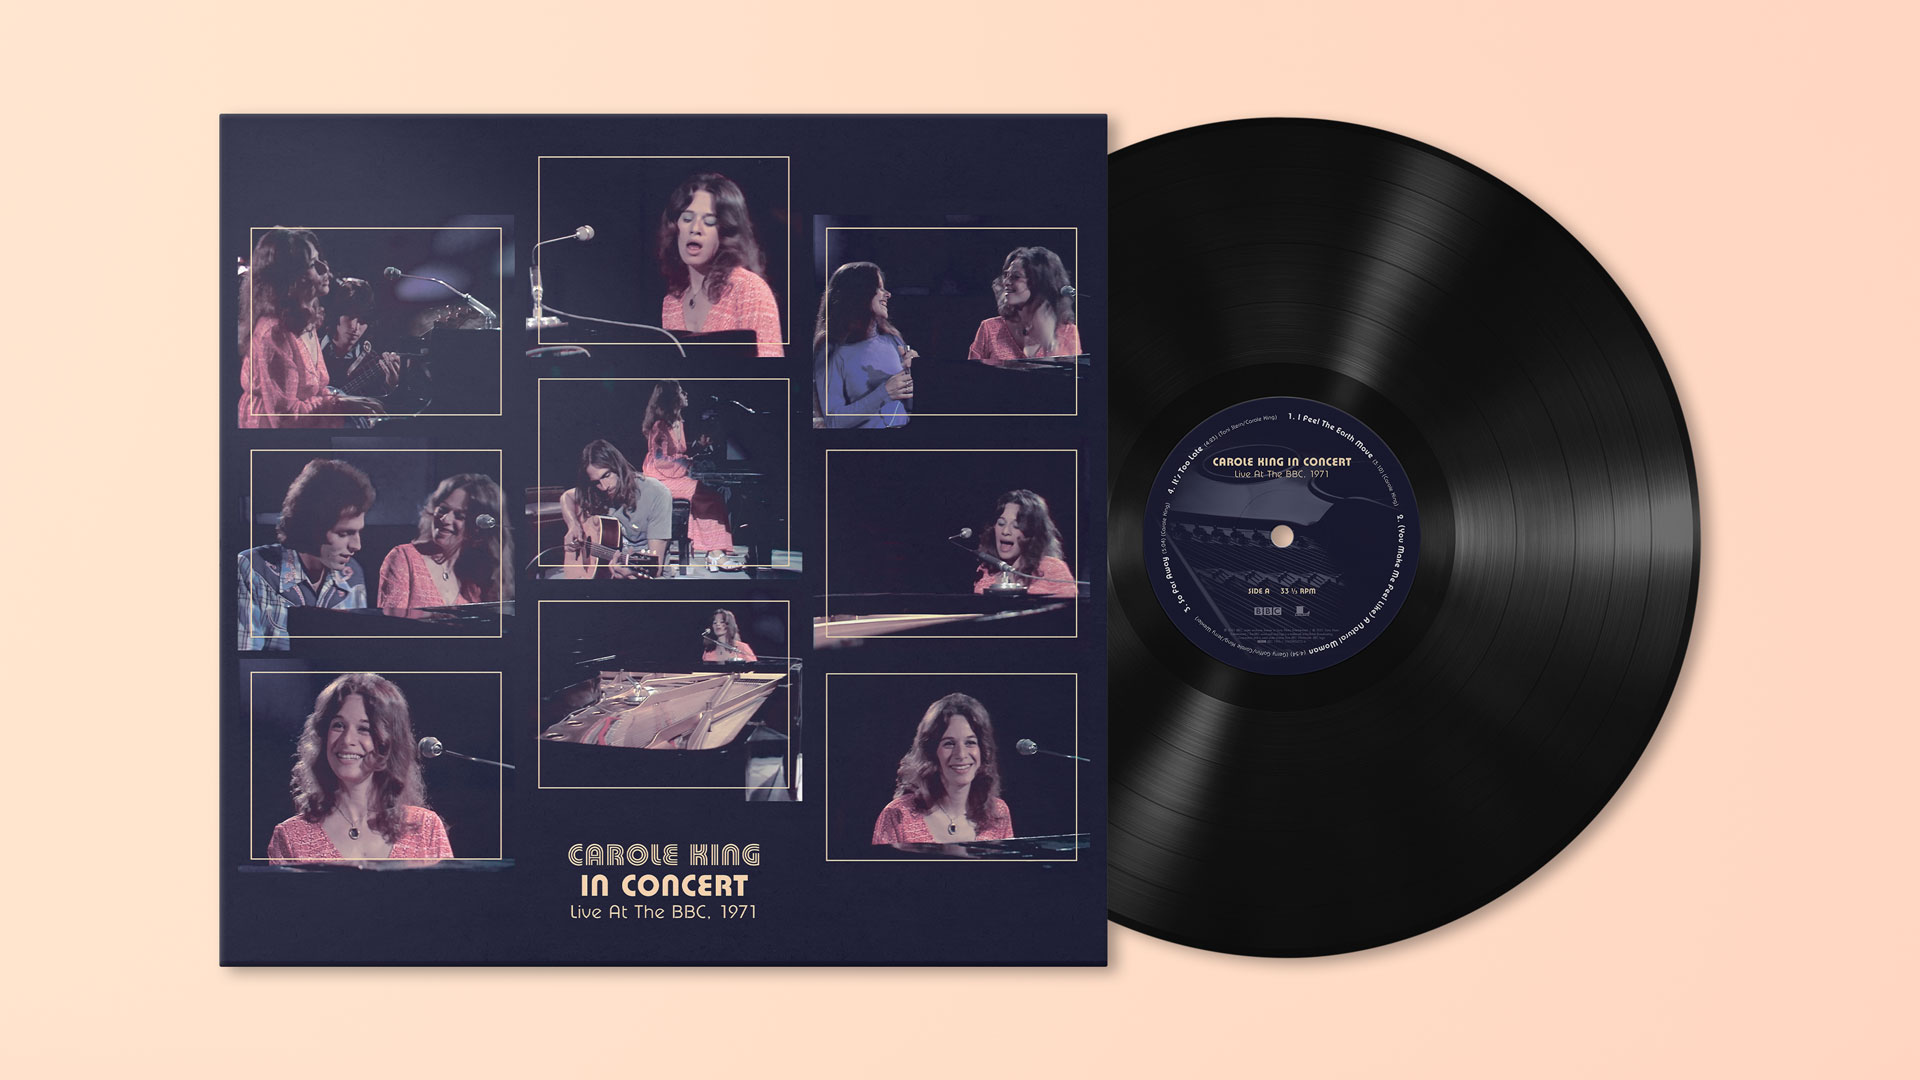 CAROLE KING
IN CONCERT
Live At The BBC, 1971
CAROLE KING IN CONCERT
Live At The BBC, 1971
1. I Feel The Earth Move (3:10) (Carole King)
2. (You Make Me Feel Like) A Natural Woman (4:54) (Gerry Goffin/Carole King/Jerry Wexler)
3. So Far Away (3:54) (Carole King)
4. It's Too Late (4:23) (Toni Stern/Carole King)
SIDE A 33 ⅓ RPM
BBC